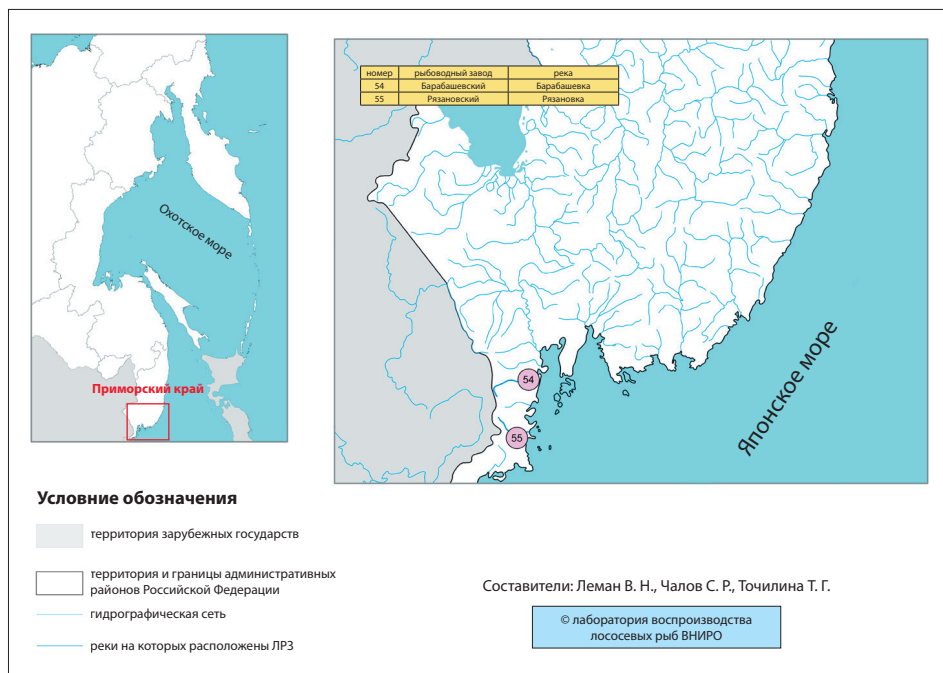 номер рыбоводный завод река
54 Барабашевский Барабашевка
55 Рязановский Рязановка
Охотское море
Приморский край
54
55
Японское море
Условние обозначения
территория зарубежных государств
территория и границы административных
районов Российской Федерации
гидрографическая сеть
реки на которых расположены ЛРЗ
Составители: Леман В. Н., Чалов С. Р., Точилина Т. Г.
© лаборатория воспроизводства
лососевых рыб ВНИРО